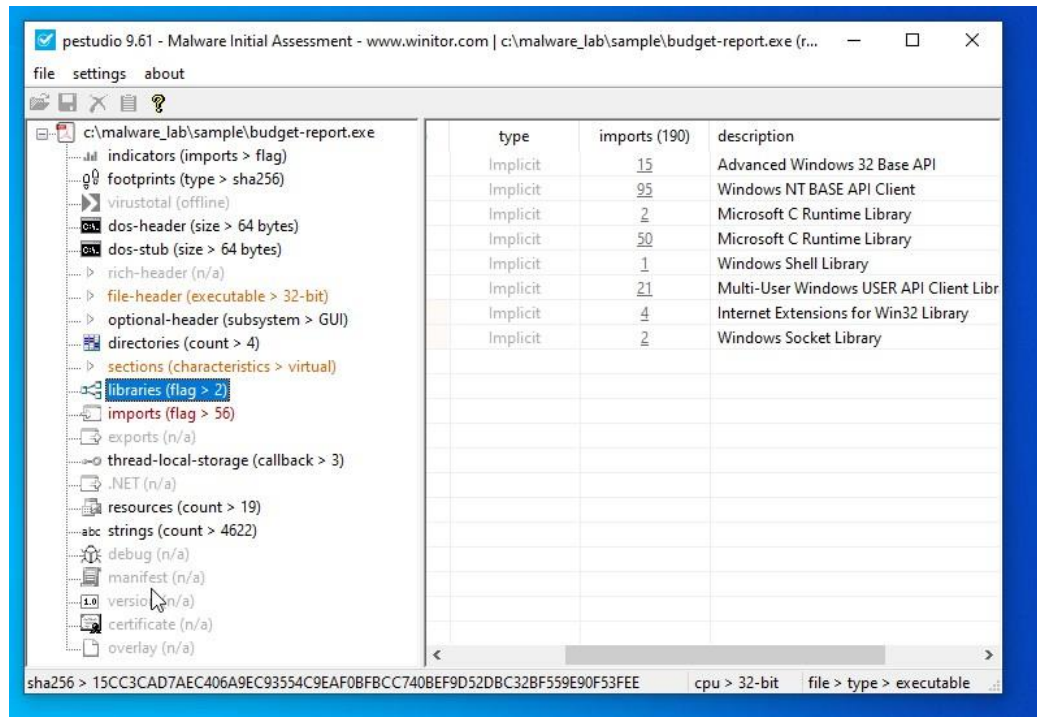 pestudio 9.61 - Malware Initial Assessment - www.winitor.com | c:\malware_lab\sample\budget-report.exe (r...
file settings about
c:\malware_lab\sample\budget-report.exe
indicators (imports > flag)
footprints (type > sha256)
virustotal (offline)
dos-header (size > 64 bytes)
dos-stub (size > 64 bytes)
rich-header (n/a)
file-header (executable > 32-bit)
optional-header (subsystem > GUI)
directories (count > 4)
sections (characteristics > virtual)
libraries (flag > 2)
imports (flag > 56)
exports (n/a)
thread-local-storage (callback > 3)
.NET (n/a)
resources (count > 19)
abc strings (count > 4622)
debug (n/a)
manifest (n/a)
1.0 version (n/a)
certificate (n/a)
overlay (n/a)
type imports (190) description
Implicit 15 Advanced Windows 32 Base API
Implicit 95 Windows NT BASE API Client
Implicit 2 Microsoft C Runtime Library
Implicit 50 Microsoft C Runtime Library
Implicit 1 Windows Shell Library
Implicit 21 Multi-User Windows USER API Client Libr
Implicit 4 Internet Extensions for Win32 Library
Implicit 2 Windows Socket Library
sha256 > 15CC3CAD7AEC406A9EC93554C9EAF0BFBCC740BEF9D52DBC32BF559E90F53FEE cpu > 32-bit file > type > executable